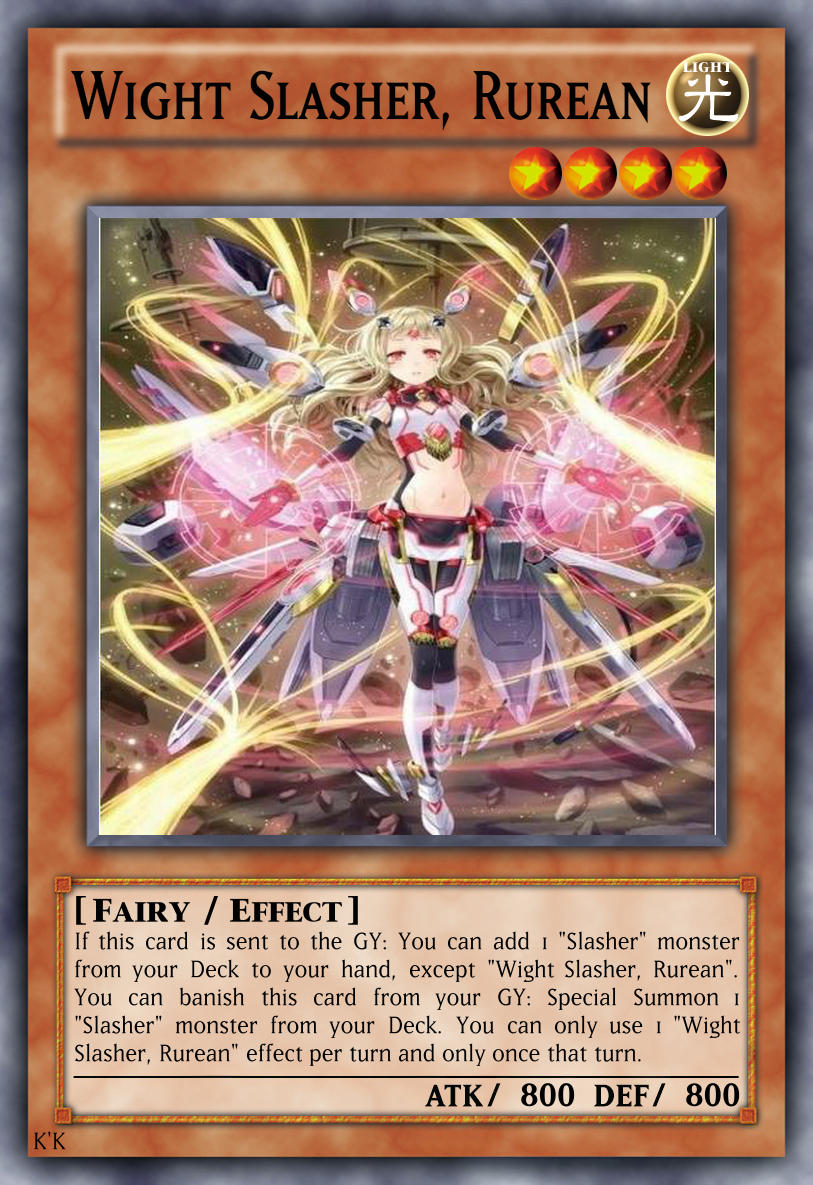 Wight Slasher, Rurean
LIGHT
光
[ Fairy / Effect ]
If this card is sent to the GY: You can add 1 "Slasher" monster
from your Deck to your hand, except "Wight Slasher, Rurean".
You can banish this card from your GY: Special Summon 1
"Slasher" monster from your Deck. You can only use 1 "Wight
Slasher, Rurean" effect per turn and only once that turn.
ATK/ 800 DEF/ 800
K'K